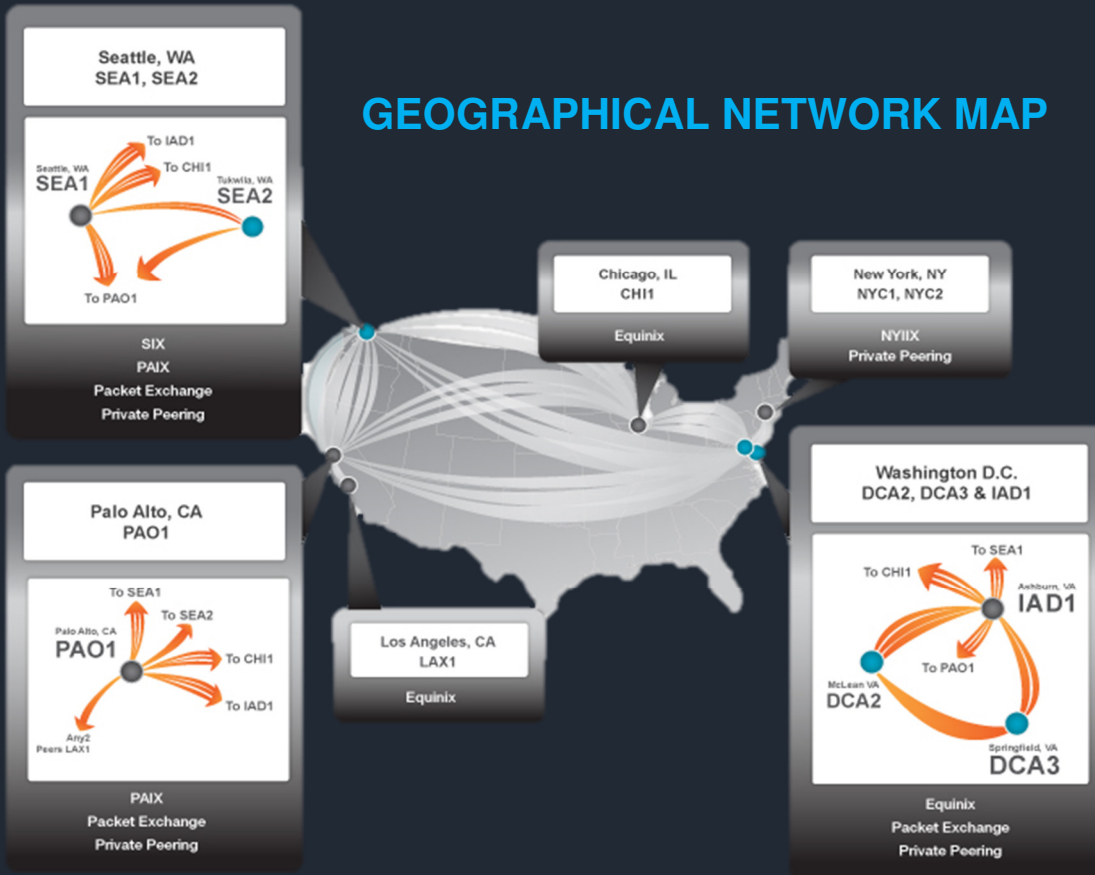 GEOGRAPHICAL NETWORK MAP
Seattle, WA
SEA1, SEA2
To IAD1
To CHI1
Seattle, WA
SEA1
Tukwila, WA
SEA2
To PAO1
SIX
PAIX
Packet Exchange
Private Peering
Chicago, IL
CHI1
Equinix
New York, NY
NYC1, NYC2
NYIIX
Private Peering
Palo Alto, CA
PAO1
To SEA1
To SEA2
Palo Alto, CA
PAO1
To CHI1
To IAD1
Any2
Peers LAX1
PAIX
Packet Exchange
Private Peering
Los Angeles, CA
LAX1
Equinix
Washington D.C.
DCA2, DCA3 & IAD1
To SEA1
To CHI1
Ashburn, VA
IAD1
To PAO1
McLean VA
DCA2
Springfield, VA
DCA3
Equinix
Packet Exchange
Private Peering